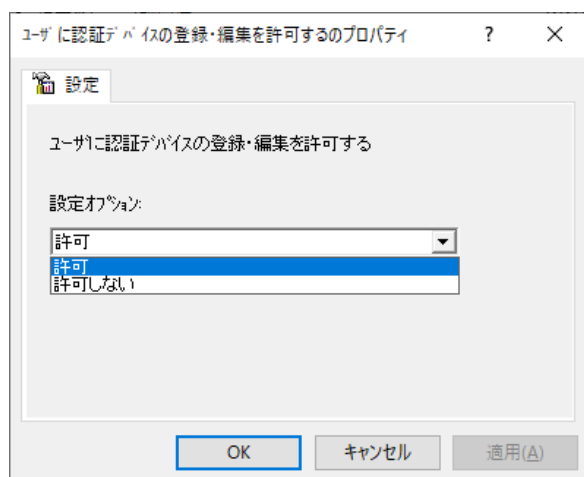 ﾕｰｻﾞに認証ﾃﾞﾊﾞｲｽの登録・編集を許可するのプロパティ
?
設定
ﾕｰｻﾞに認証ﾃﾞﾊﾞｲｽの登録・編集を許可する
設定ｵﾌﾟｼｮﾝ:
許可
許可
許可しない
OK
キャンセル
適用(A)